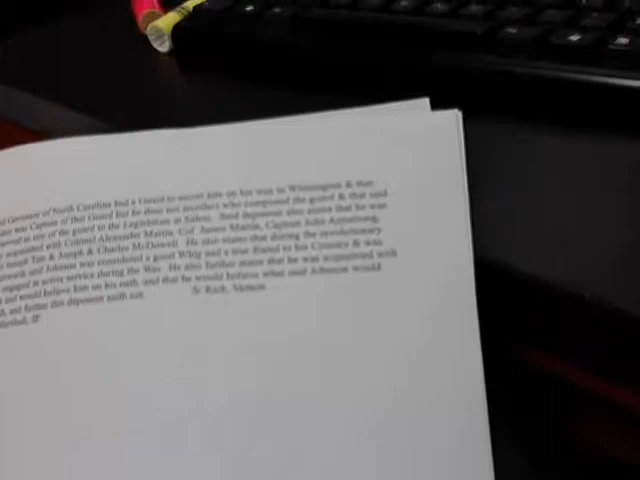 Governor of North Carolina had a Guard to escort him on his way to Wilmington & that
was Captain of that Guard but he does not recollect who composed the guard & that said
as one of the guard to the Legislature at Salem. Said deponent also states that he was
acquainted with Colonel Alexander Martin, Col. James Martin, Captain John Armstrong,
Joseph & Charles McDowell. He also states that during the revolutionary
and Johnson was considered a good Whig and a true friend to his Country & was
engaged in active service during the War. He also further states that he was acquainted with
and would believe him on his oath, and that he would believe what said Johnson would
and further this deponent saith not. S/ Rich. Vernon
JP